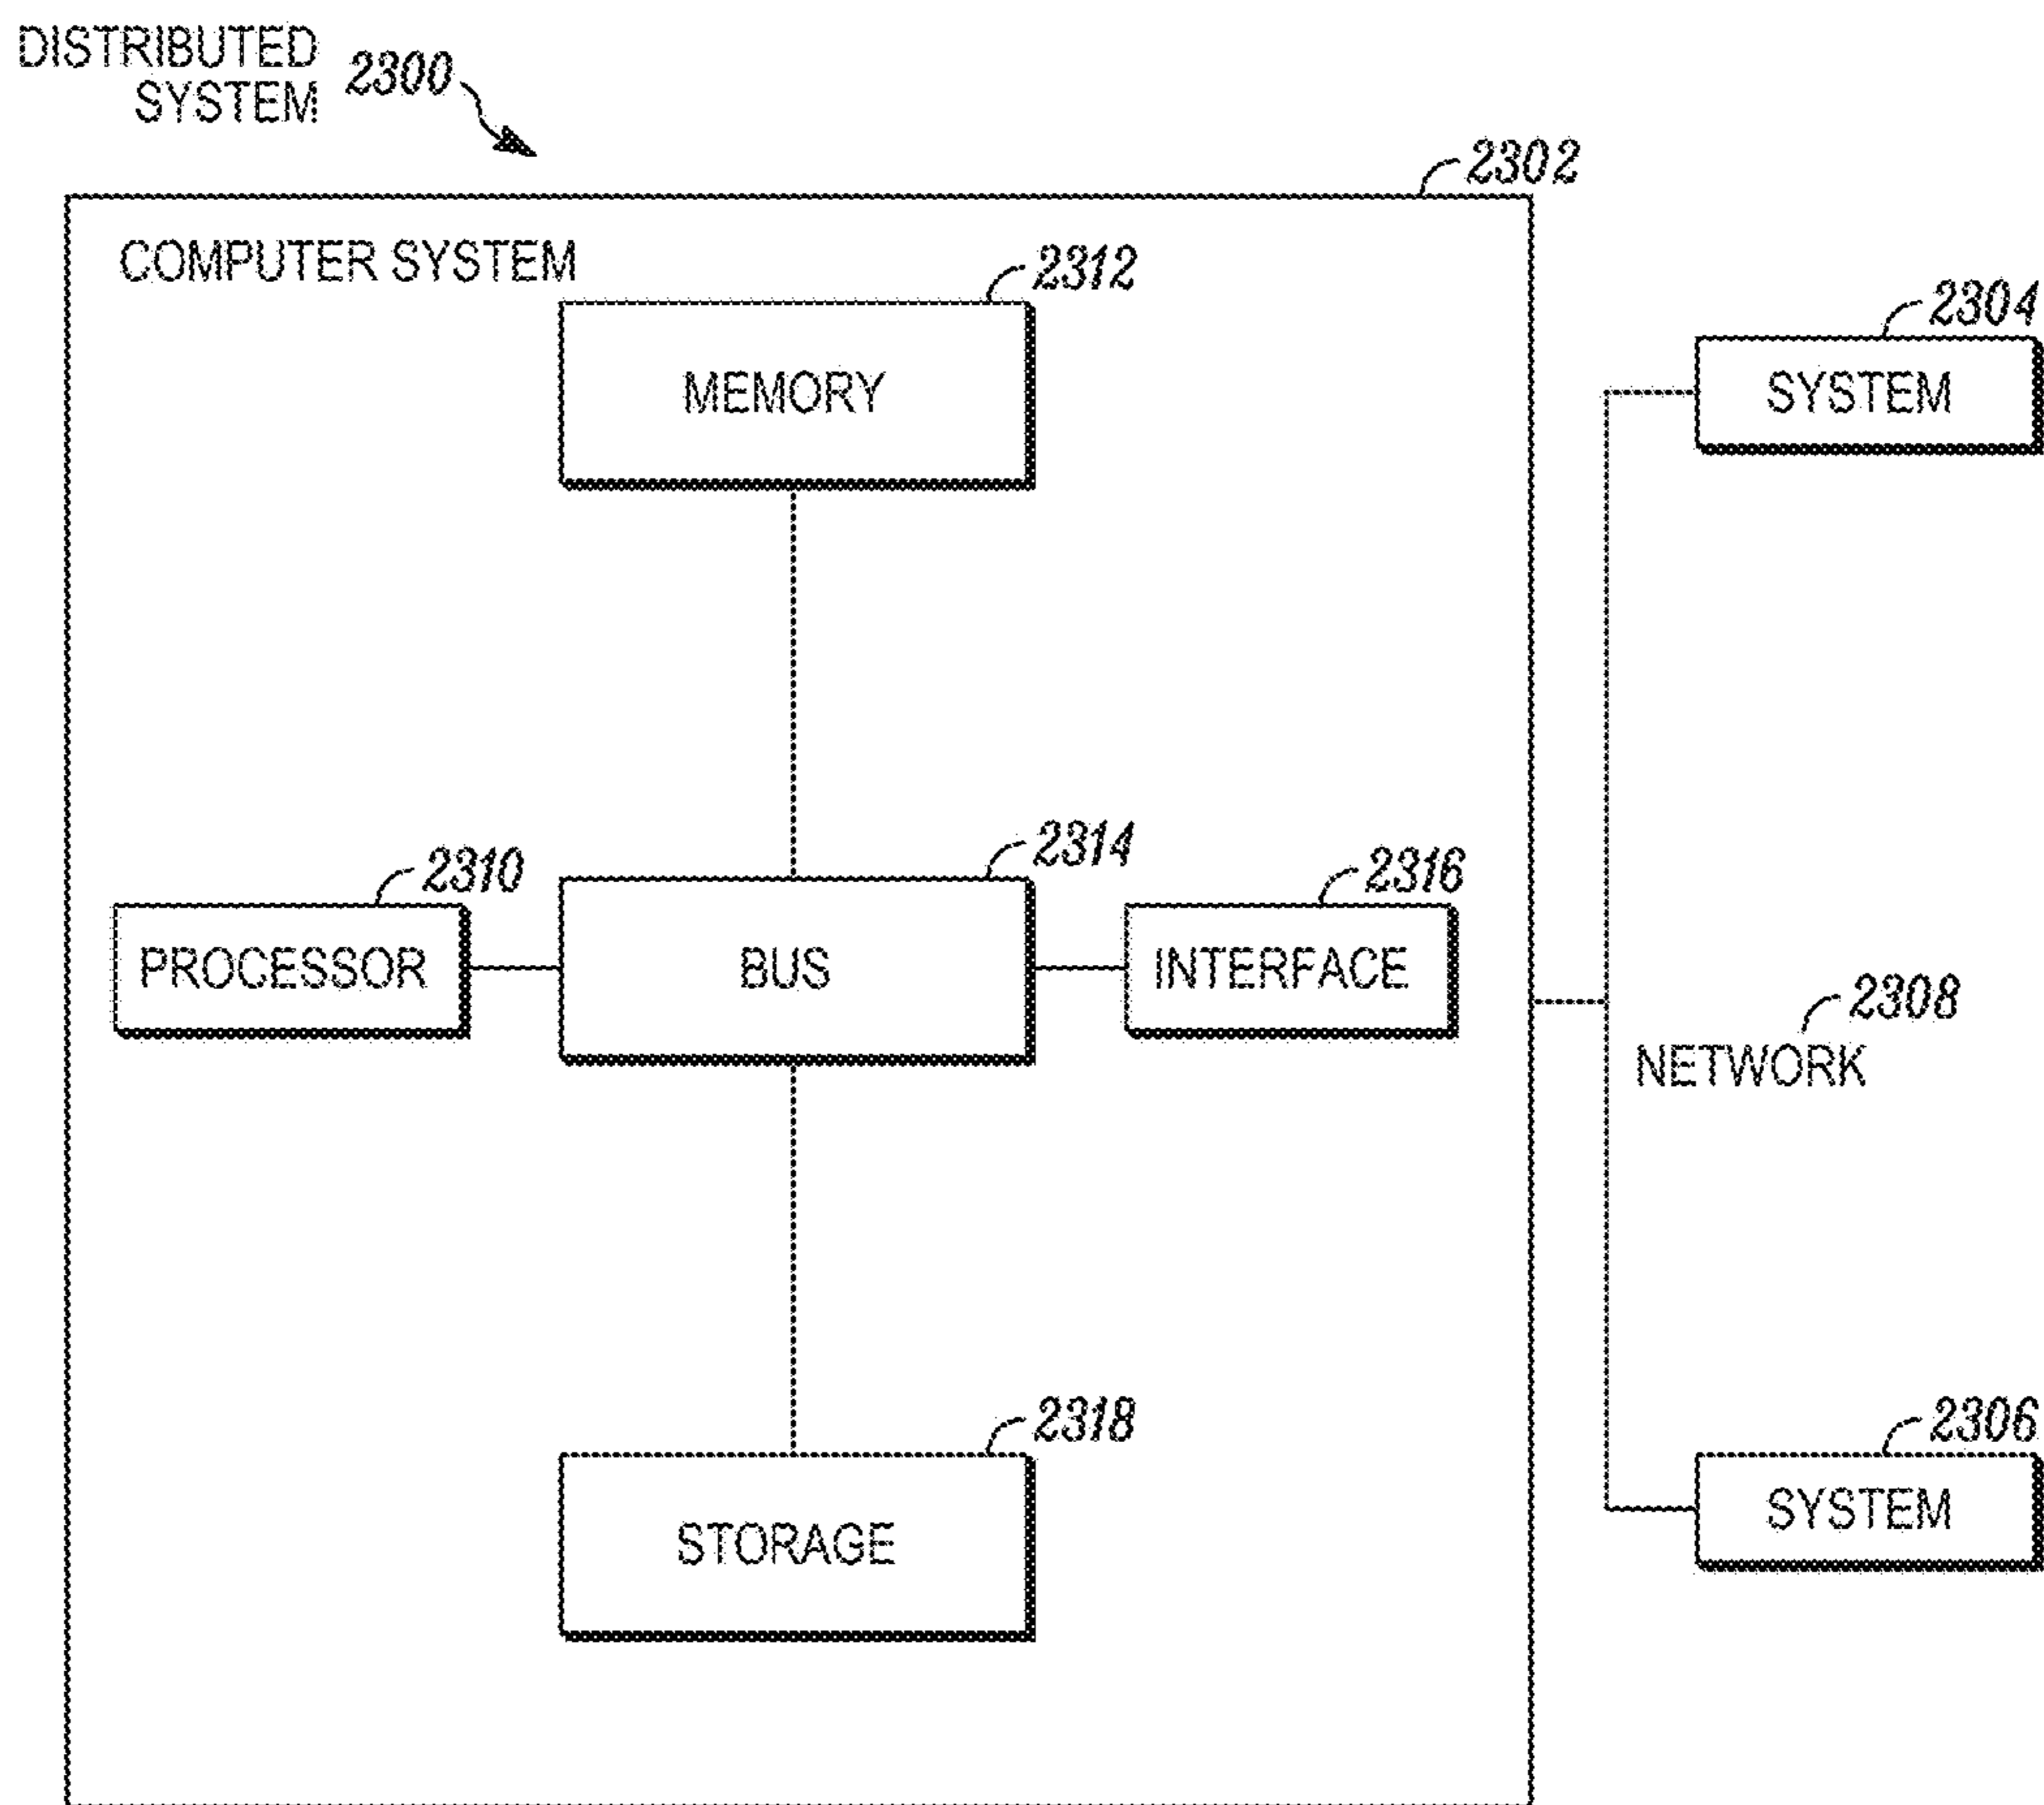 DISTRIBUTED
SYSTEM
2300
2302
COMPUTER SYSTEM
2312
MEMORY
2304
SYSTEM
2310
PROCESSOR
2314
BUS
2316
INTERFACE
2308
NETWORK
2318
STORAGE
2306
SYSTEM